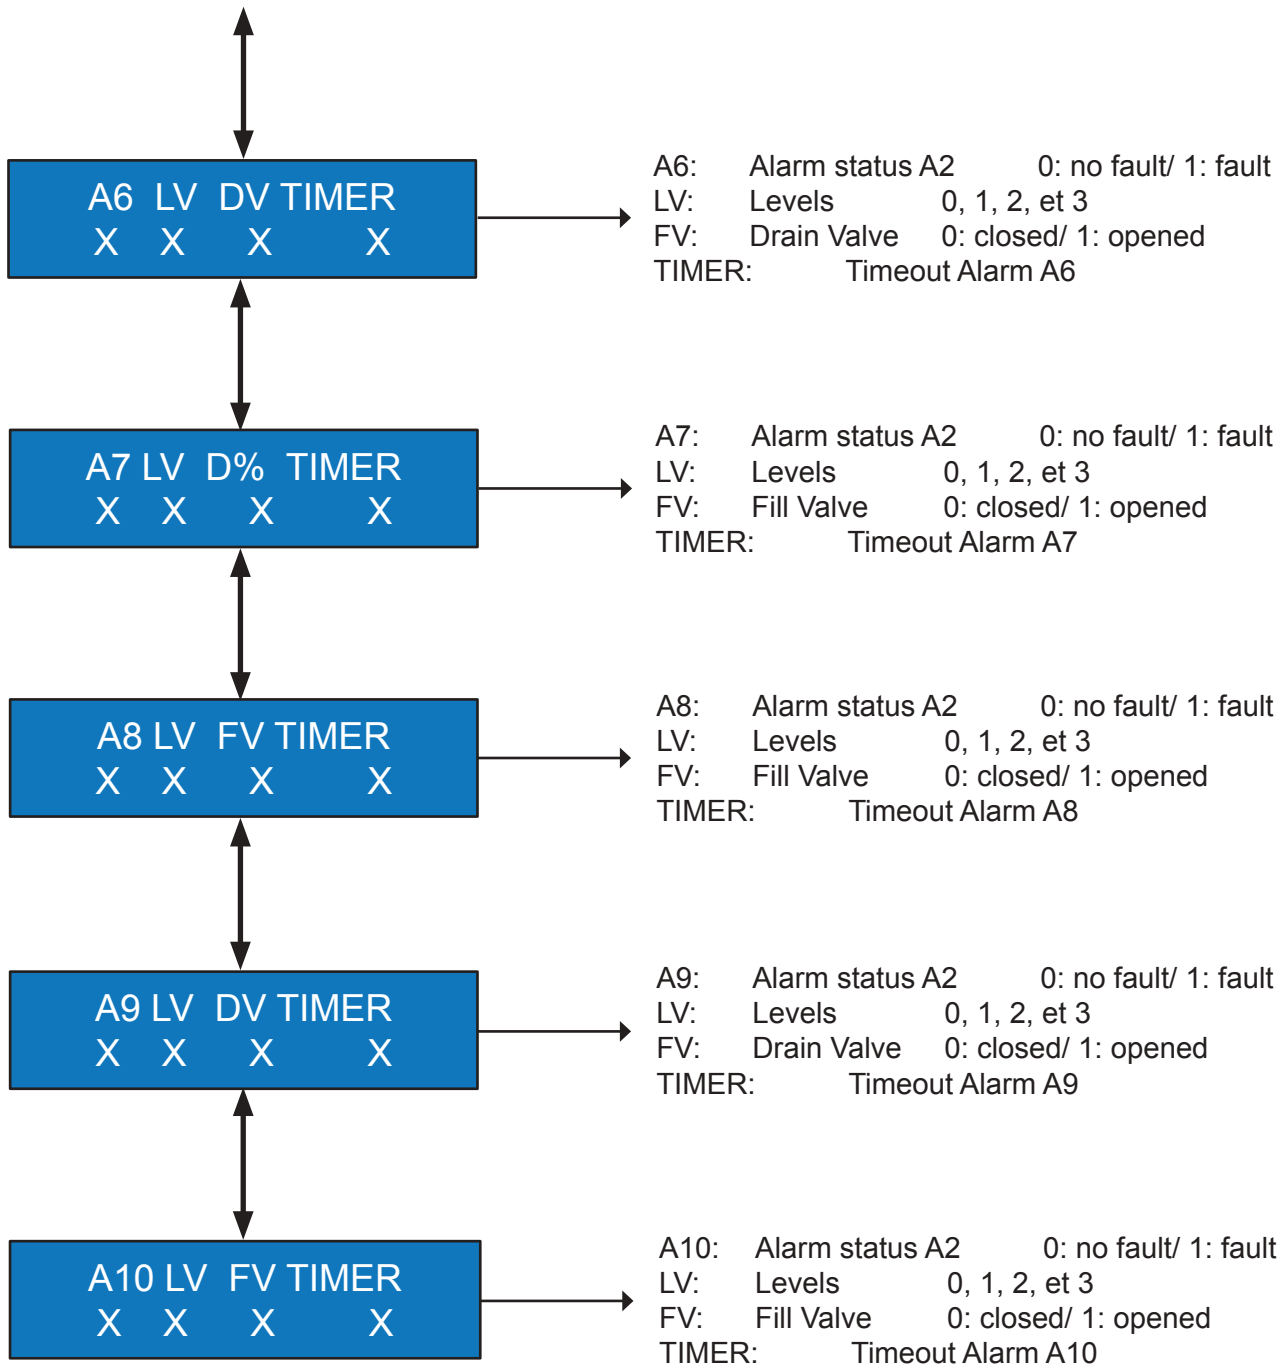 A6 LV DV TIMER
X X X X
A6: Alarm status A2 0: no fault/ 1: fault
LV: Levels 0, 1, 2, et 3
FV: Drain Valve 0: closed/ 1: opened
TIMER: Timeout Alarm A6
A7 LV D% TIMER
X X X X
A7: Alarm status A2 0: no fault/ 1: fault
LV: Levels 0, 1, 2, et 3
FV: Fill Valve 0: closed/ 1: opened
TIMER: Timeout Alarm A7
A8 LV FV TIMER
X X X X
A8: Alarm status A2 0: no fault/ 1: fault
LV: Levels 0, 1, 2, et 3
FV: Fill Valve 0: closed/ 1: opened
TIMER: Timeout Alarm A8
A9 LV DV TIMER
X X X X
A9: Alarm status A2 0: no fault/ 1: fault
LV: Levels 0, 1, 2, et 3
FV: Drain Valve 0: closed/ 1: opened
TIMER: Timeout Alarm A9
A10 LV FV TIMER
X X X X
A10: Alarm status A2 0: no fault/ 1: fault
LV: Levels 0, 1, 2, et 3
FV: Fill Valve 0: closed/ 1: opened
TIMER: Timeout Alarm A10